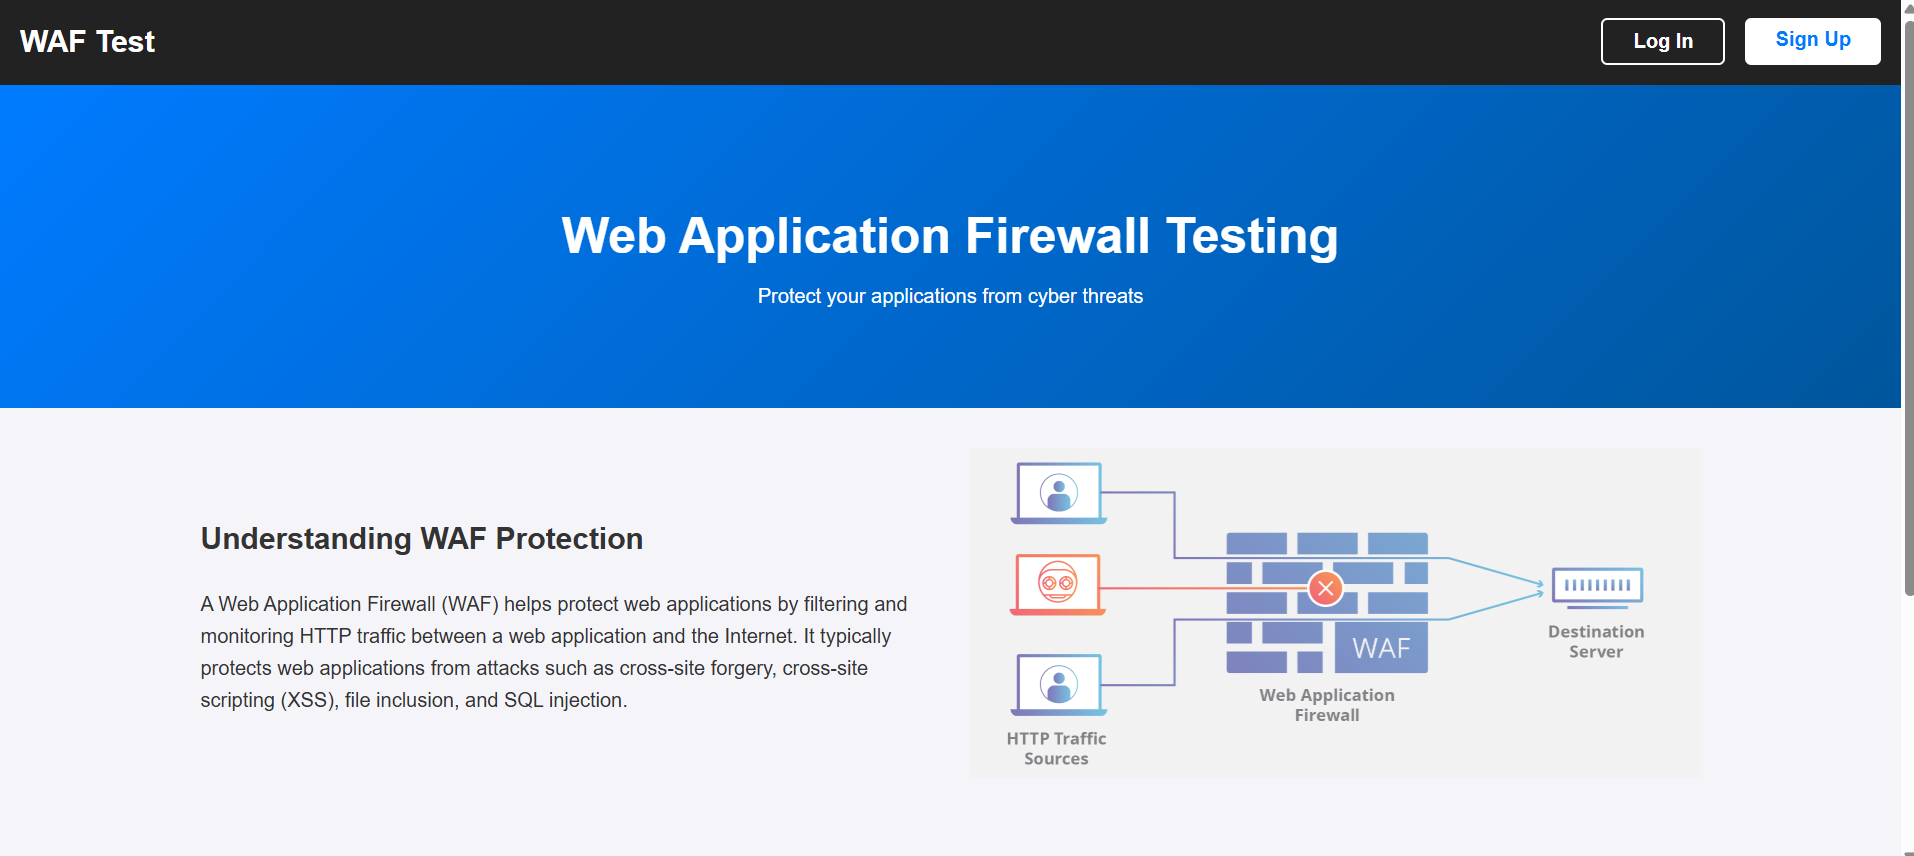 WAF Test
Log In
Sign Up
Web Application Firewall Testing
Protect your applications from cyber threats
Understanding WAF Protection
A Web Application Firewall (WAF) helps protect web applications by filtering and
monitoring HTTP traffic between a web application and the Internet. It typically
protects web applications from attacks such as cross-site forgery, cross-site
scripting (XSS), file inclusion, and SQL injection.
HTTP Traffic
Sources
WAF
Web Application
Firewall
Destination
Server